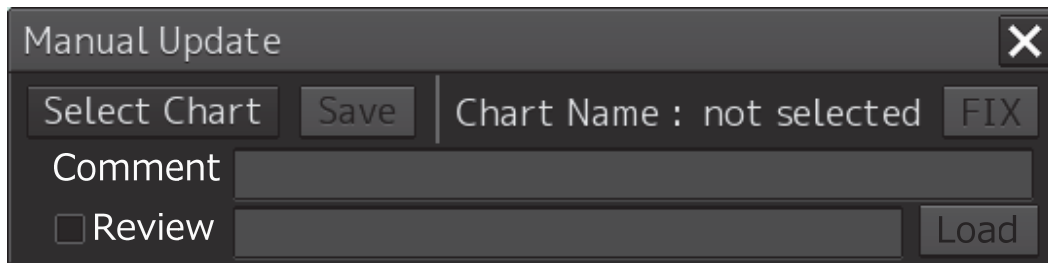 Manual Update
Select Chart Save Chart Name : not selected FIX
Comment
Review Load